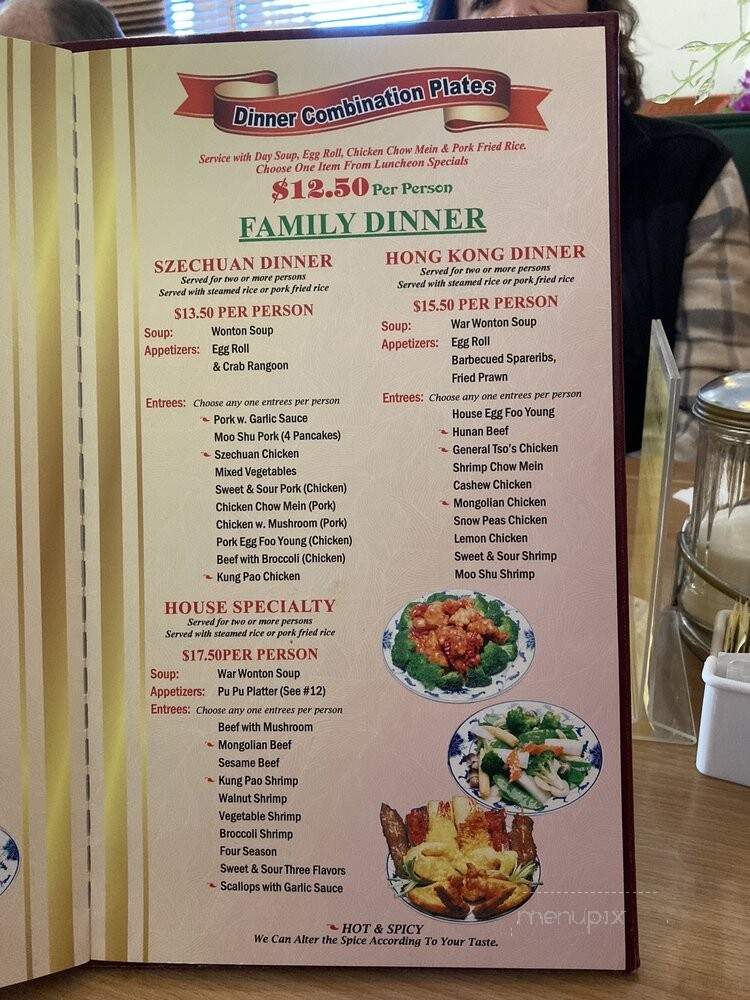 Dinner Combination Plates
Service with Day Soup, Egg Roll, Chicken Chow Mein & Pork Fried Rice.
Choose One Item From Luncheon Specials
$12.50 Per Person
FAMILY DINNER
SZECHUAN DINNER
Served for two or more persons
Served with steamed rice or pork fried rice
$13.50 PER PERSON
Soup: Wonton Soup
Appetizers: Egg Roll
& Crab Rangoon
Entrees: Choose any one entrees per person
Pork w. Garlic Sauce
Moo Shu Pork (4 Pancakes)
Szechuan Chicken
Mixed Vegetables
Sweet & Sour Pork (Chicken)
Chicken Chow Mein (Pork)
Chicken w. Mushroom (Pork)
Pork Egg Foo Young (Chicken)
Beef with Broccoli (Chicken)
Kung Pao Chicken
HOUSE SPECIALTY
Served for two or more persons
Served with steamed rice or pork fried rice
$17.50PER PERSON
Soup: War Wonton Soup
Appetizers: Pu Pu Platter (See #12)
Entrees: Choose any one entrees per person
Beef with Mushroom
Mongolian Beef
Sesame Beef
Kung Pao Shrimp
Walnut Shrimp
Vegetable Shrimp
Broccoli Shrimp
Four Season
Sweet & Sour Three Flavors
Scallops with Garlic Sauce
HONG KONG DINNER
Served for two or more persons
Served with steamed rice or pork fried rice
$15.50 PER PERSON
Soup: War Wonton Soup
Appetizers: Egg Roll
Barbecued Spareribs,
Fried Prawn
Entrees: Choose any one entrees per person
House Egg Foo Young
Hunan Beef
General Tso's Chicken
Shrimp Chow Mein
Cashew Chicken
Mongolian Chicken
Snow Peas Chicken
Lemon Chicken
Sweet & Sour Shrimp
Moo Shu Shrimp
menupix
HOT & SPICY
We Can Alter the Spice According To Your Taste.